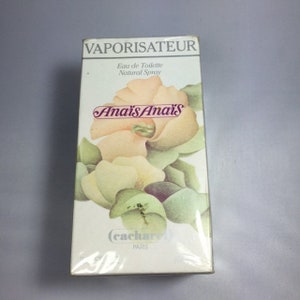 VAPORISATEUR
Eau de Toilette
Natural Spray
Anaïs Anaïs
(cacharel)
PARIS